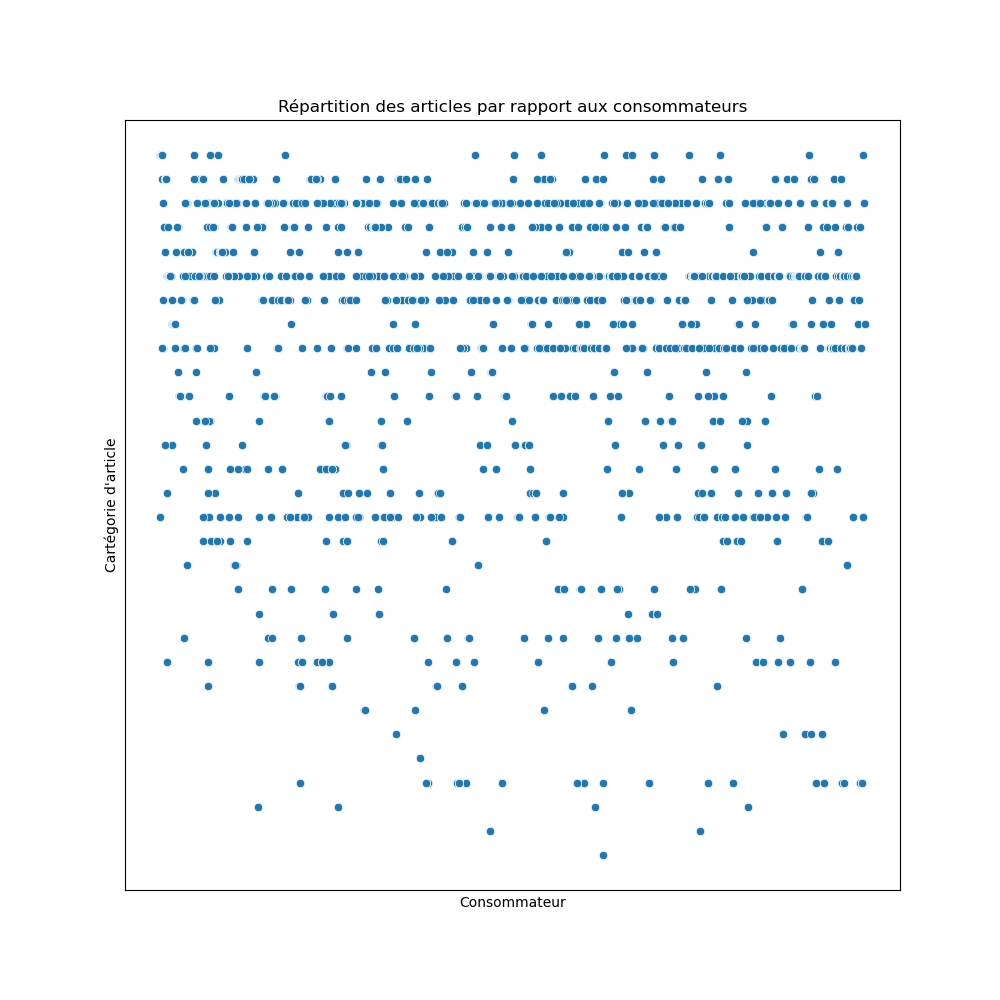 Répartition des articles par rapport aux consommateurs
Cartégorie d'article
Consommateur